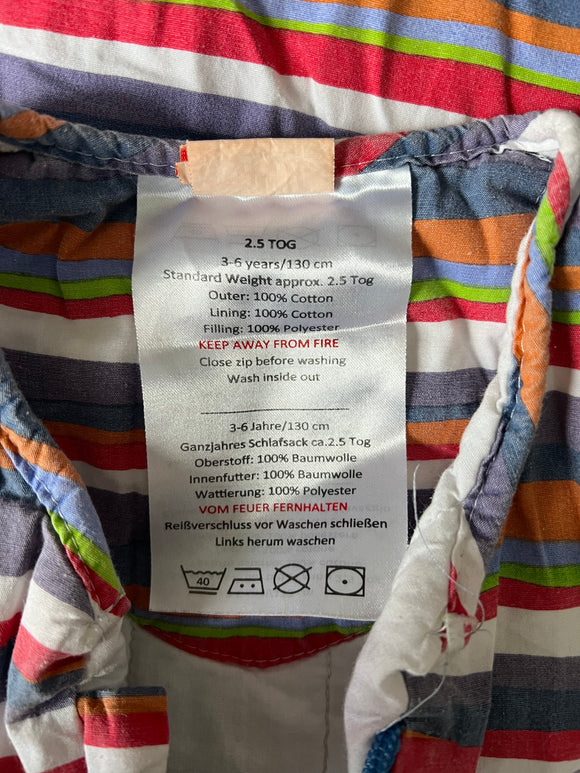 2.5 TOG
3-6 years/130 cm
Standard Weight approx. 2.5 Tog
Outer: 100% Cotton
Lining: 100% Cotton
Filling: 100% Polyester
KEEP AWAY FROM FIRE
Close zip before washing
Wash inside out
3-6 Jahre/130 cm
Ganzjahres Schlafsack ca.2.5 Tog
Oberstoff: 100% Baumwolle
Innenfutter: 100% Baumwolle
Wattierung: 100% Polyester
VOM FEUER FERNHALTEN
Reißverschluss vor Waschen schließen
Links herum waschen
40